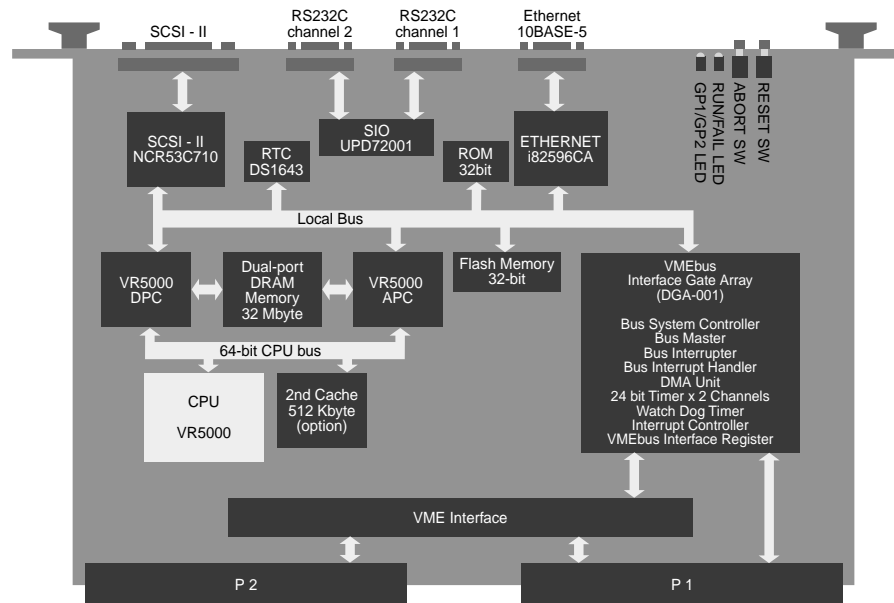 SCSI - II
RS232C
channel 2
RS232C
channel 1
Ethernet
10BASE-5
GP1/GP2 LED
RUN/FAIL LED
ABORT SW
RESET SW
SCSI - II
NCR53C710
RTC
DS1643
SIO
UPD72001
ROM
32bit
ETHERNET
i82596CA
Local Bus
VR5000
DPC
Dual-port
DRAM
Memory
32 Mbyte
VR5000
APC
Flash Memory
32-bit
VMEbus
Interface Gate Array
(DGA-001)
Bus System Controller
Bus Master
Bus Interrupter
Bus Interrupt Handler
DMA Unit
24 bit Timer x 2 Channels
Watch Dog Timer
Interrupt Controller
VMEbus Interface Register
64-bit CPU bus
CPU
VR5000
2nd Cache
512 Kbyte
(option)
VME Interface
P 2
P 1